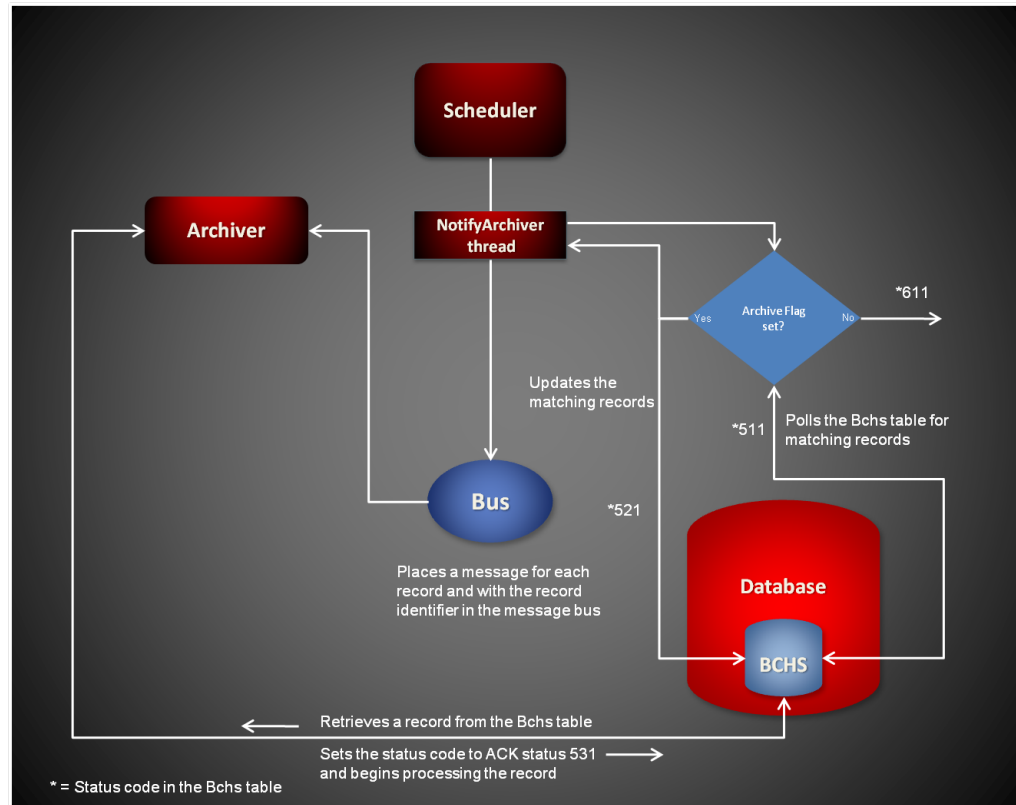 Scheduler
NotifyArchiver
thread
Archiver
*611
Archive Flag
set?
Yes
No
Updates the
matching records
*511
Polls the Bchs table for
matching records
Bus
*521
Places a message for each
record and with the record
identifier in the message bus
Database
BCHS
Retrieves a record from the Bchs table
Sets the status code to ACK status 531
and begins processing the record
* = Status code in the Bchs table